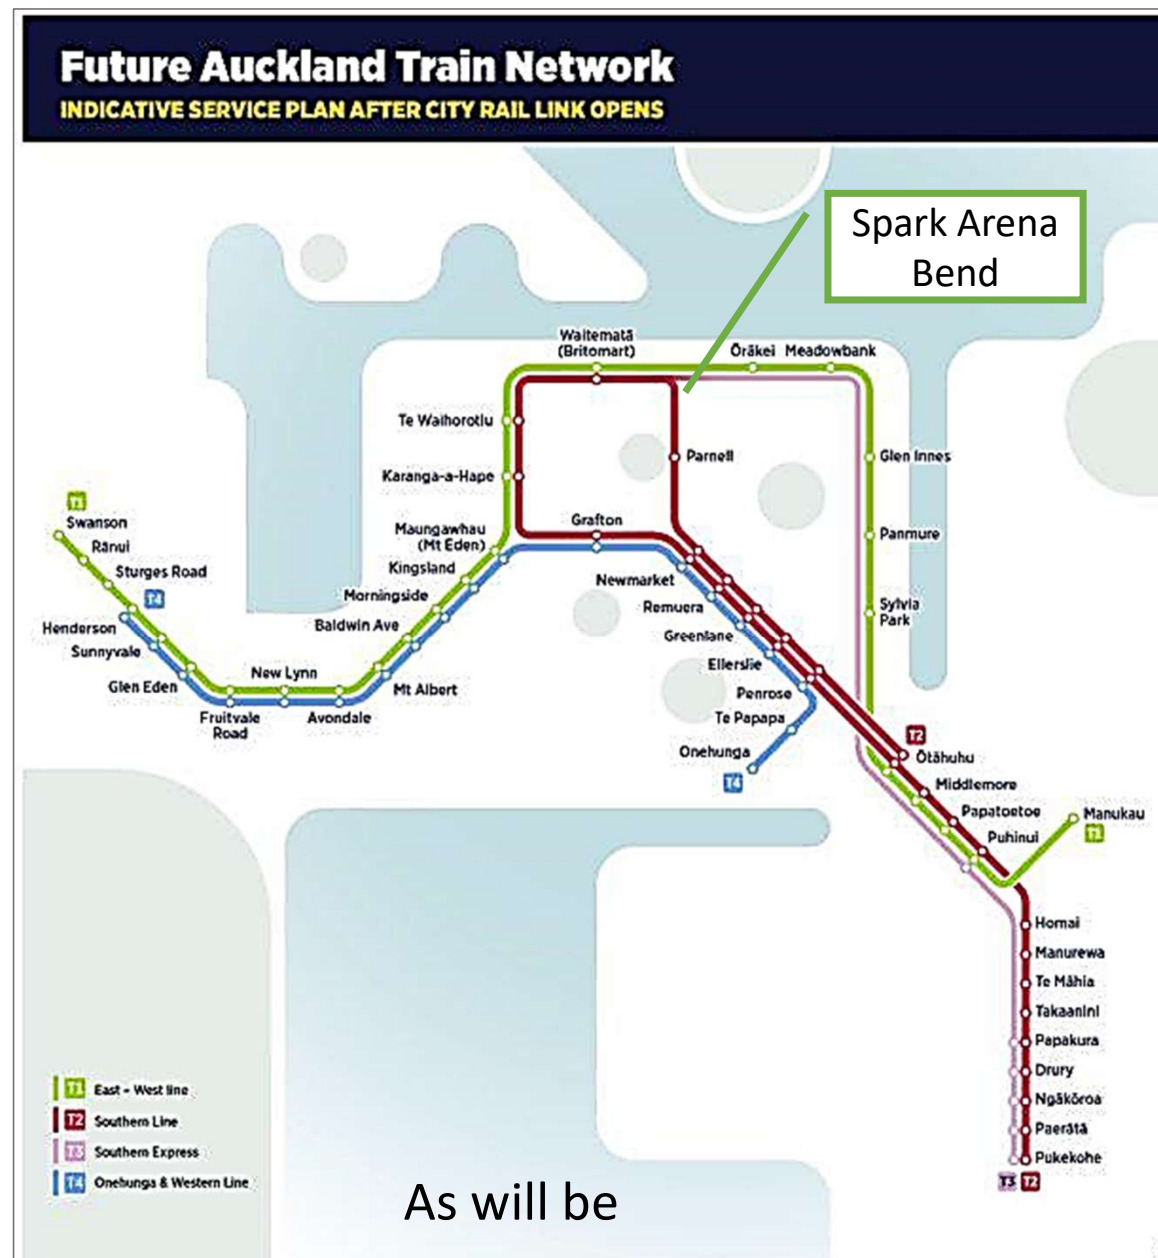 Future Auckland Train Network
INDICATIVE SERVICE PLAN AFTER CITY RAIL LINK OPENS
Spark Arena
Bend
Waitematā
(Britomart)
Ōrākei
Meadowbank
Te Waihorotiu
Parnell
Glen Innes
Karanga-a-Hape
T1
Swanson
Rānui
Sturges Road
T4
Maungawhau
(Mt Eden)
Grafton
Panmure
Kingsland
Newmarket
Morningside
Remuera
Sylvia
Park
Baldwin Ave
Greenlane
Henderson
Sunnyvale
Ellerslie
Glen Eden
New Lynn
Mt Albert
Penrose
Fruitvale
Road
Avondale
Te Papapa
Onehunga
T4
T2
Ōtāhuhu
Middlemore
Papatoetoe
Puhinui
Manukau
T1
Homai
Manurewa
Te Māhia
Takaanini
Papakura
Drury
Ngākōroa
Paerātā
Pukekohe
T3 T2
T1 East - West line
T2 Southern Line
T3 Southern Express
T4 Onehunga & Western Line
As will be